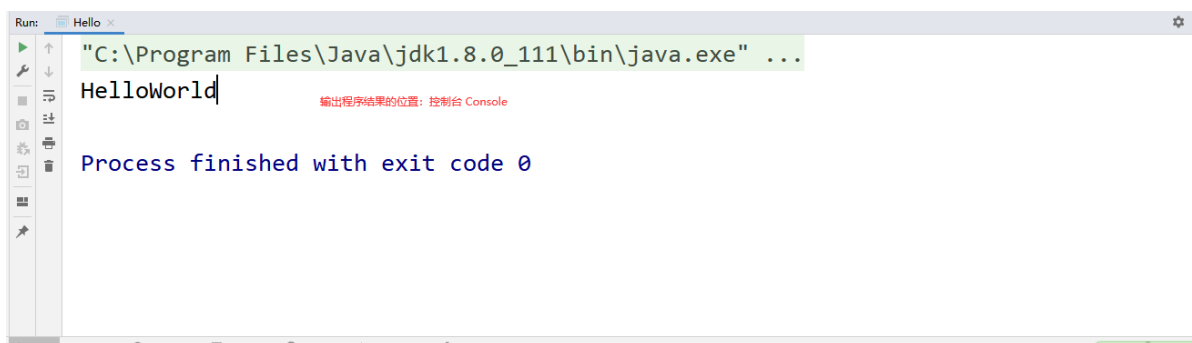 Run: Hello
"C:\Program Files\Java\jdk1.8.0_111\bin\java.exe" ...
HelloWorld
输出程序结果的位置：控制台 Console
Process finished with exit code 0